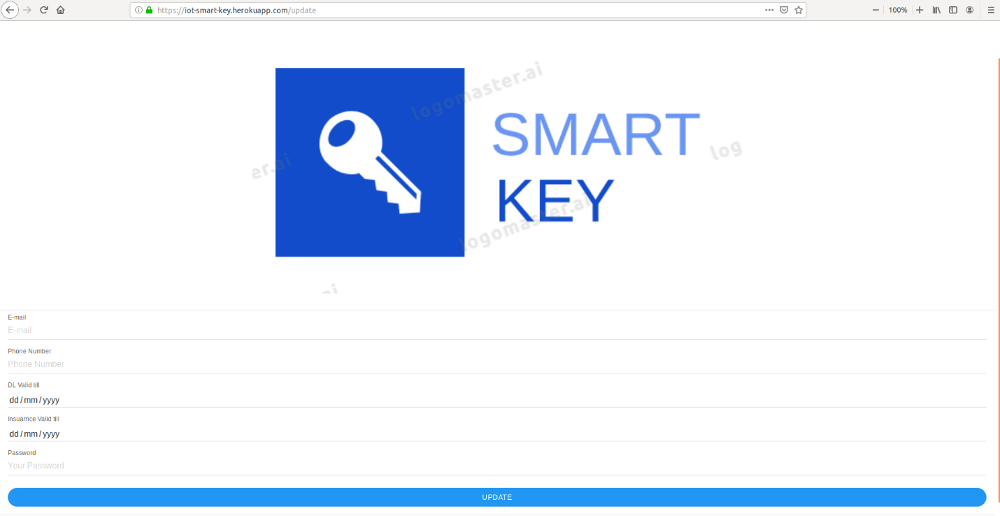 https://iot-smart-key.herokuapp.com/update
100%
logomaster.ai
SMART
log
ster.ai
KEY
logomaster.ai
ai
E-mail
E-mail
Phone Number
Phone Number
DL Valid till
dd / mm / yyyy
Insuarnce Valid till
dd / mm / yyyy
Password
Your Password
UPDATE